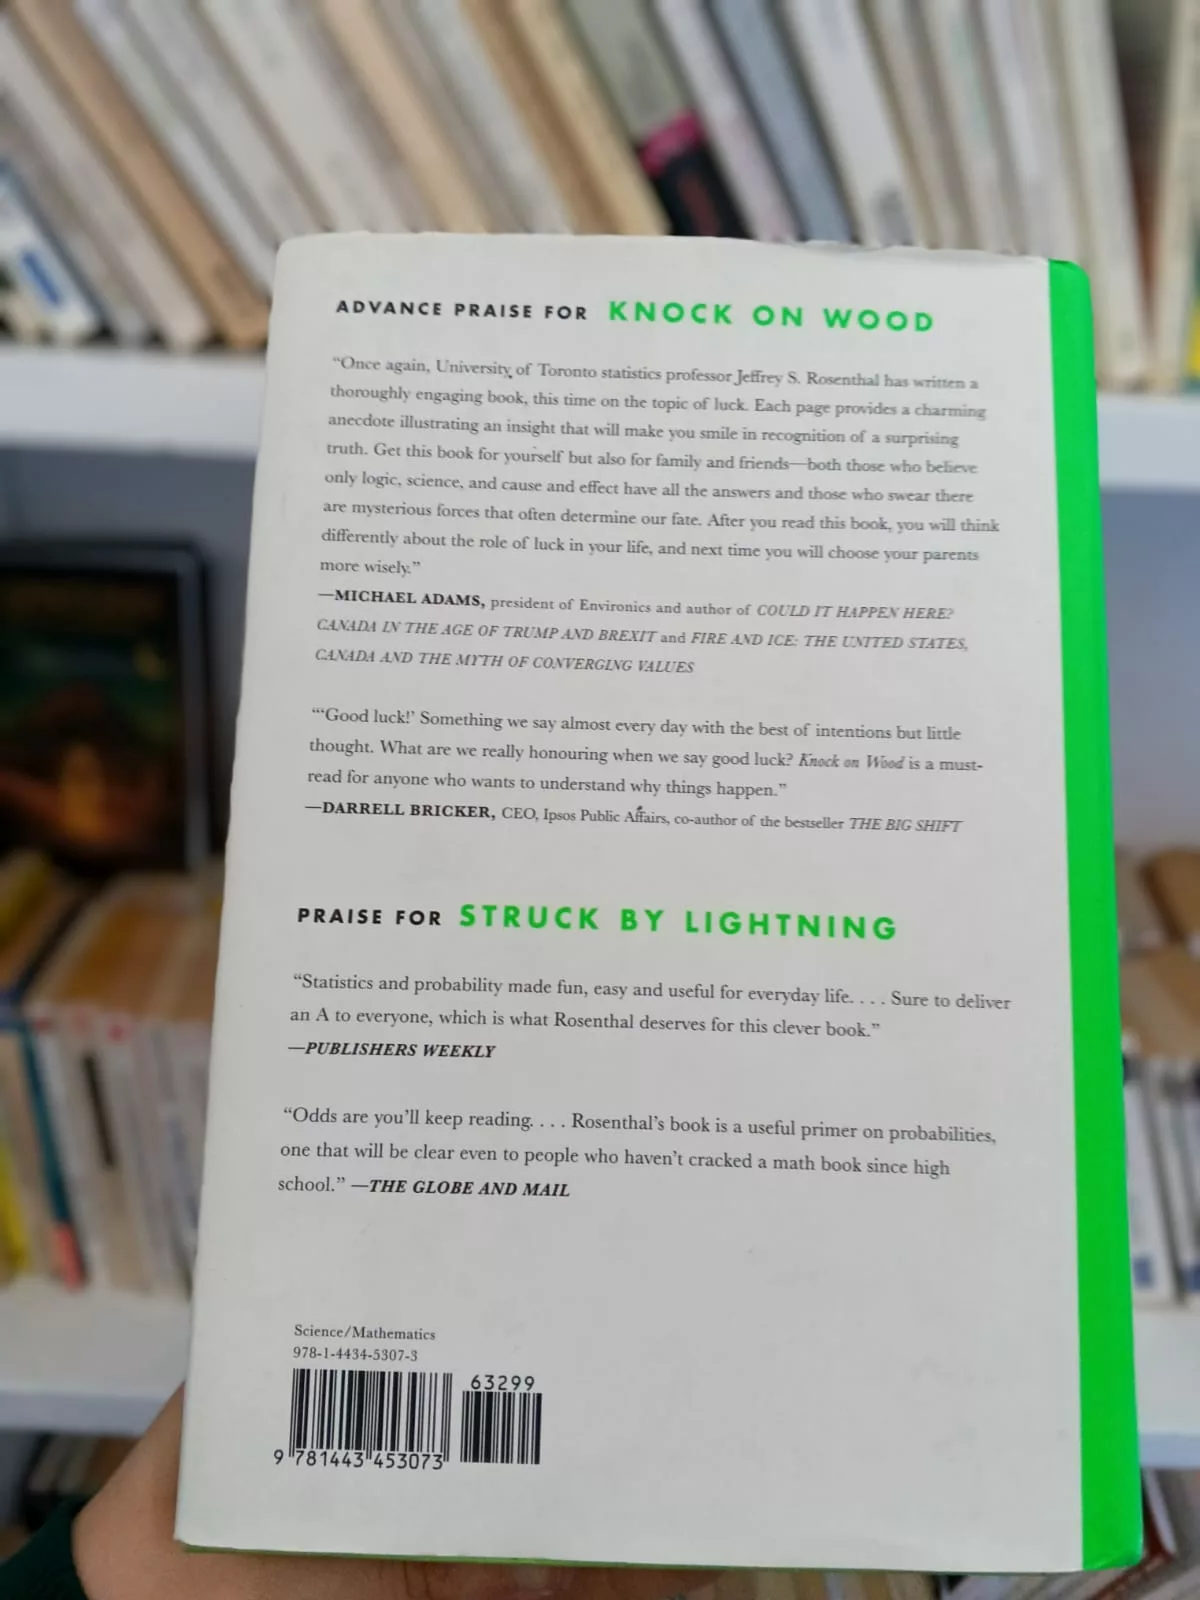 ADVANCE PRAISE FOR KNOCK ON WOOD
“Once again, University of Toronto statistics professor Jeffrey S. Rosenthal has written a
thoroughly engaging book, this time on the topic of luck. Each page provides a charming
anecdote illustrating an insight that will make you smile in recognition of a surprising
truth. Get this book for yourself but also for family and friends—both those who believe
only logic, science, and cause and effect have all the answers and those who swear there
are mysterious forces that often determine our fate. After you read this book, you will think
differently about the role of luck in your life, and next time you will choose your parents
more wisely.”
—MICHAEL ADAMS, president of Environics and author of COULD IT HAPPEN HERE?
CANADA IN THE AGE OF TRUMP AND BREXIT and FIRE AND ICE: THE UNITED STATES,
CANADA AND THE MYTH OF CONVERGING VALUES
“‘Good luck!’ Something we say almost every day with the best of intentions but little
thought. What are we really honouring when we say good luck? Knock on Wood is a must-
read for anyone who wants to understand why things happen.”
—DARRELL BRICKER, CEO, Ipsos Public Affairs, co-author of the bestseller THE BIG SHIFT
PRAISE FOR STRUCK BY LIGHTNING
“Statistics and probability made fun, easy and useful for everyday life. . . . Sure to deliver
an A to everyone, which is what Rosenthal deserves for this clever book.”
—PUBLISHERS WEEKLY
“Odds are you’ll keep reading. . . . Rosenthal’s book is a useful primer on probabilities,
one that will be clear even to people who haven’t cracked a math book since high
school.” —THE GLOBE AND MAIL
Science/Mathematics
978-1-4434-5307-3
63299
9 781443 453073